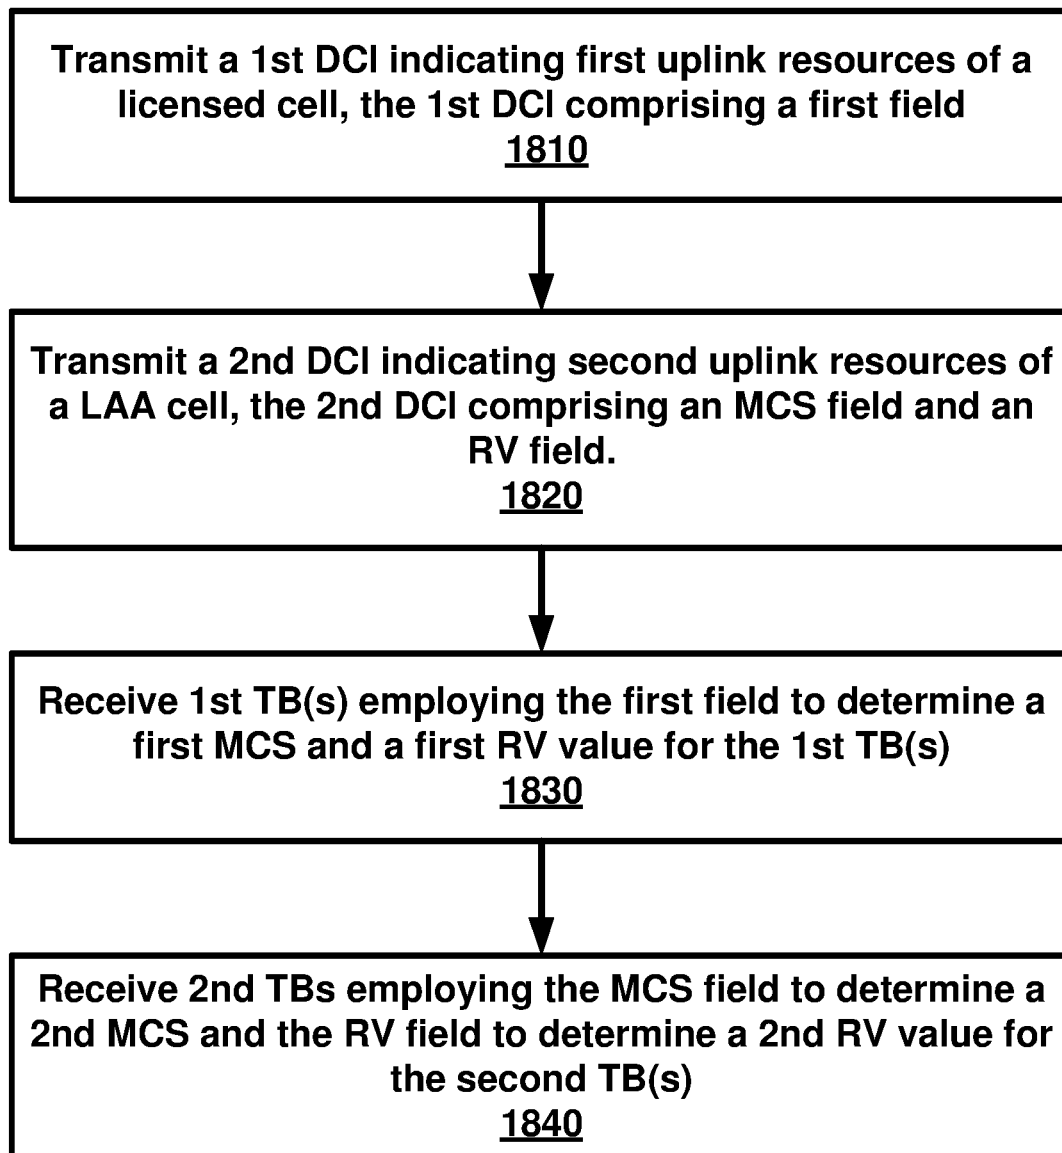 Transmit a 1st DCI indicating first uplink resources of a
licensed cell, the 1st DCI comprising a first field
1810
Transmit a 2nd DCI indicating second uplink resources of
a LAA cell, the 2nd DCI comprising an MCS field and an
RV field.
1820
Receive 1st TB(s) employing the first field to determine a
first MCS and a first RV value for the 1st TB(s)
1830
Receive 2nd TBs employing the MCS field to determine a
2nd MCS and the RV field to determine a 2nd RV value for
the second TB(s)
1840